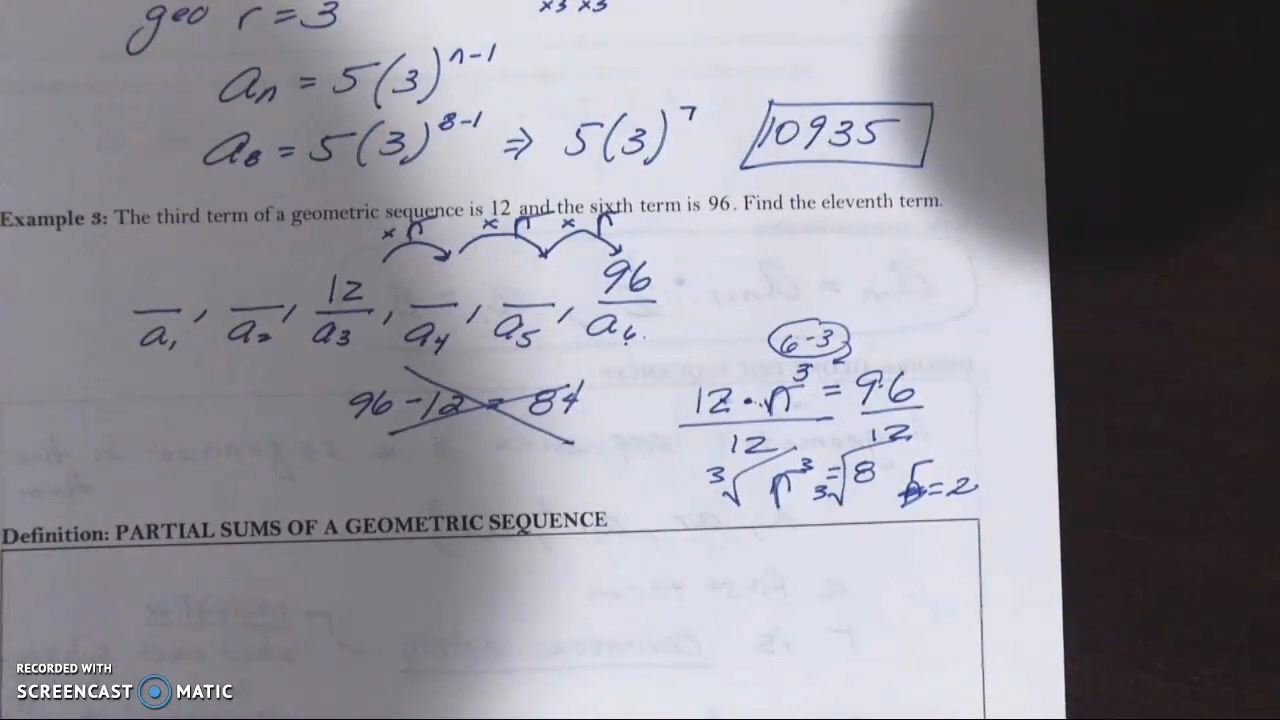 geo r = 3
×3 ×3
aₙ = 5(3)ⁿ⁻¹
a₈ = 5(3)⁸⁻¹ ⇒ 5(3)⁷ 10935
Example 3: The third term of a geometric sequence is 12 and the sixth term is 96. Find the eleventh term.
× r × r × r
12 96
a₁, a₂, a₃, a₄, a₅, a₆
6-3
96 - 12 = 84 12 · r³ = 96
12 12
³√r³ = ³√8 r = 2
Definition: PARTIAL SUMS OF A GEOMETRIC SEQUENCE
RECORDED WITH
SCREENCAST MATIC